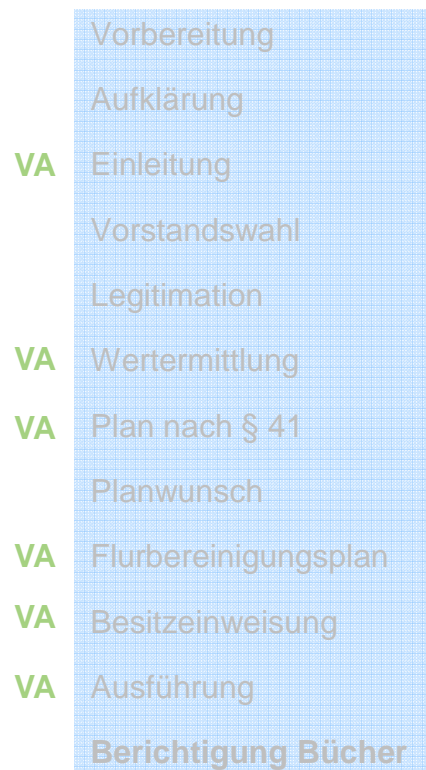 Vorbereitung
Aufklärung
VA Einleitung
Vorstandswahl
Legitimation
VA Wertermittlung
VA Plan nach § 41
Planwunsch
VA Flurbereinigungsplan
VA Besitzeinweisung
VA Ausführung
Berichtigung Bücher